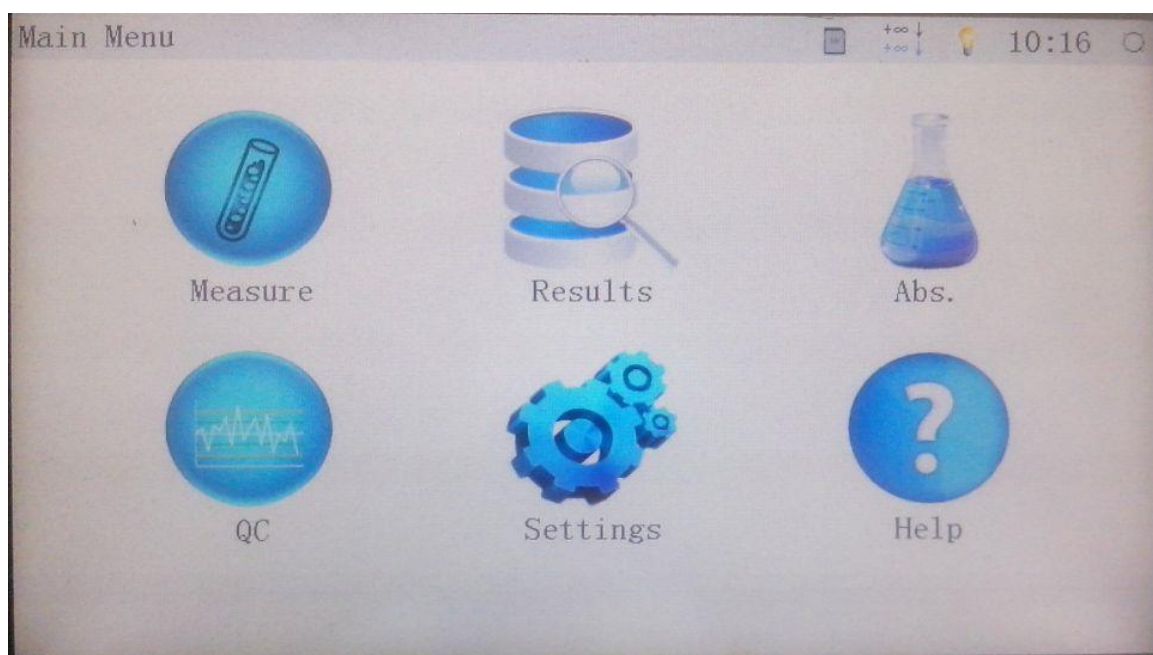 Main Menu
+∞ ↓
+∞ ↓
10:16
Measure
Results
Abs.
QC
Settings
Help